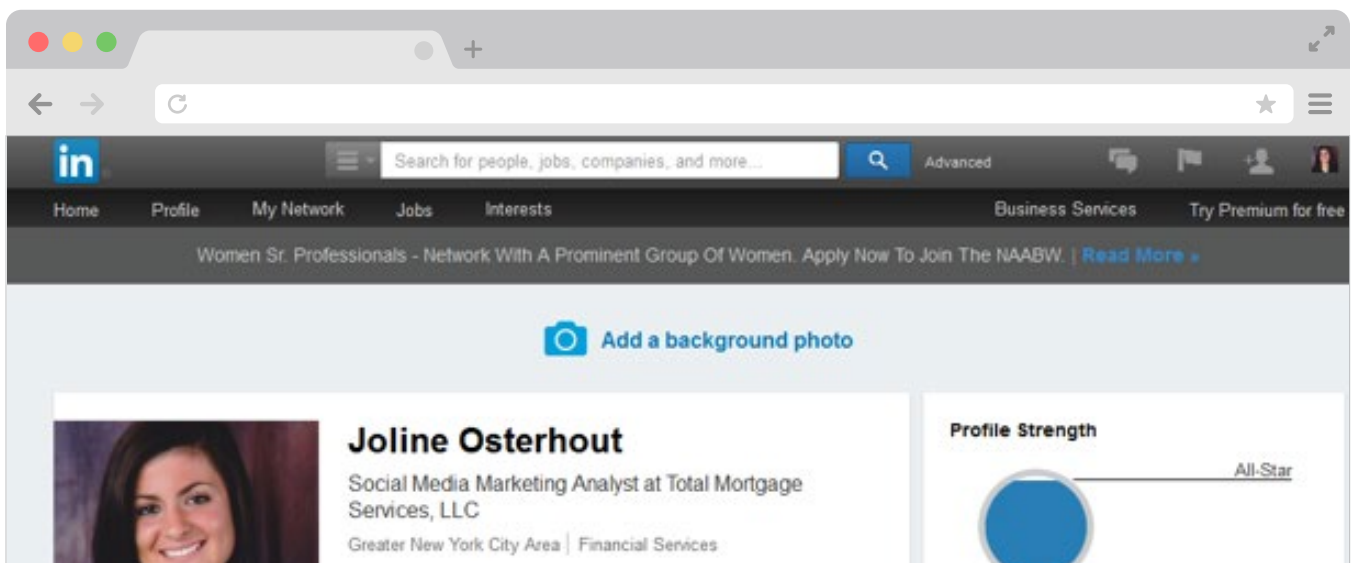 in
Search for people, jobs, companies, and more...
Advanced
Home Profile My Network Jobs Interests Business Services Try Premium for free
Women Sr. Professionals - Network With A Prominent Group Of Women. Apply Now To Join The NAABW. | Read More »
Add a background photo
Joline Osterhout
Social Media Marketing Analyst at Total Mortgage
Services, LLC
Greater New York City Area | Financial Services
Profile Strength
All-Star